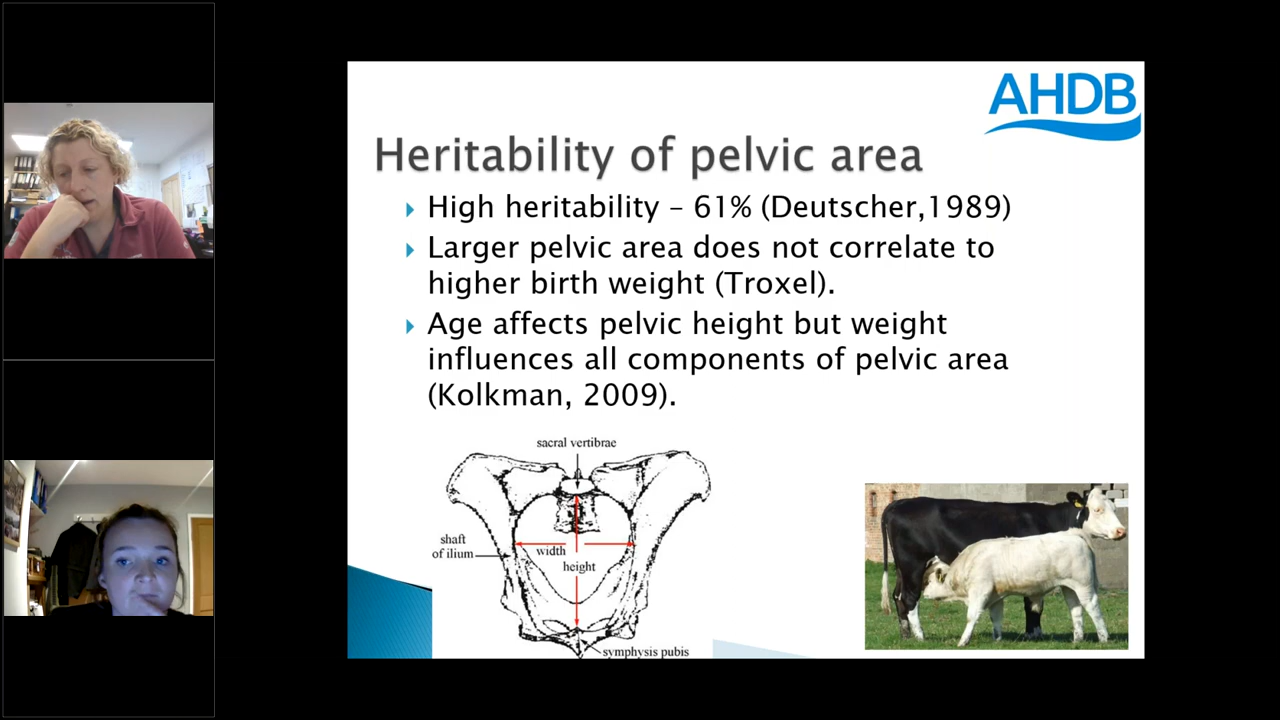 AHDB
Heritability of pelvic area
High heritability – 61% (Deutscher,1989)
Larger pelvic area does not correlate to
higher birth weight (Troxel).
Age affects pelvic height but weight
influences all components of pelvic area
(Kolkman, 2009).
sacral vertibrae
shaft
of ilium
width
height
symphysis pubis